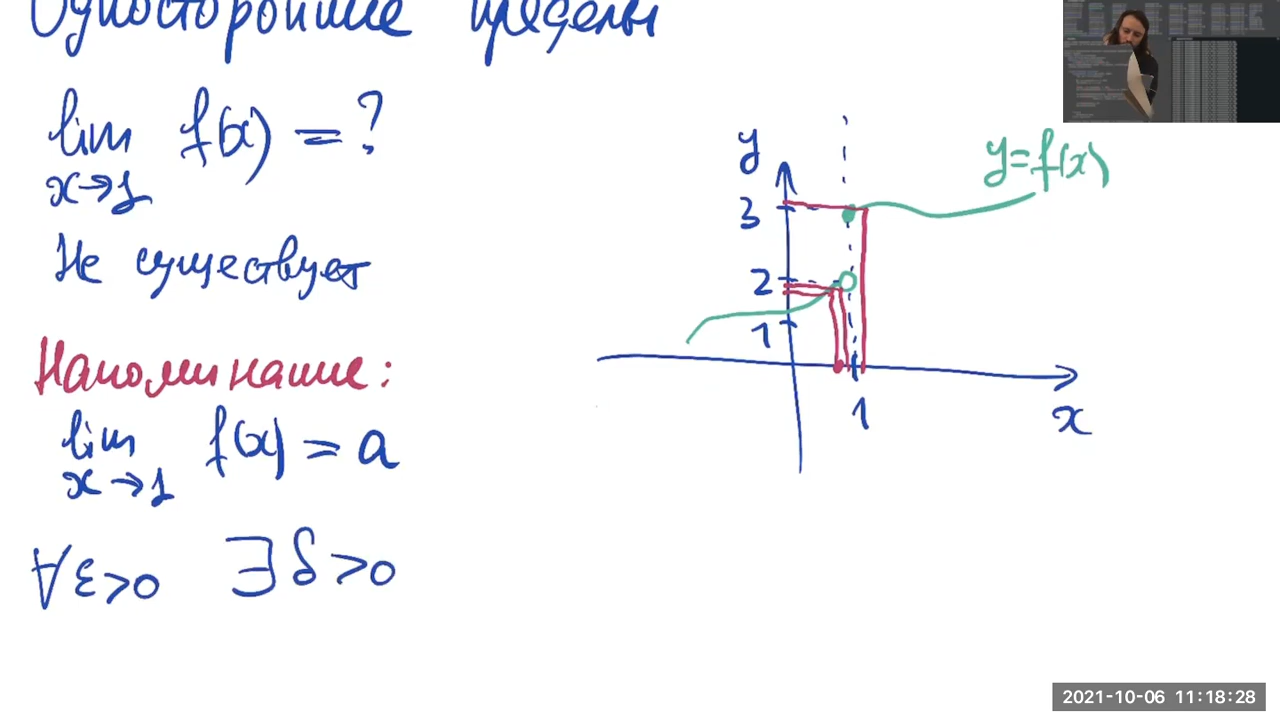 Односторонние пределы
lim f(x) = ?
x→1
Не существует
Напоминание:
lim f(x) = a
x→1
∀ε>0 ∃δ>0
y
y=f(x)
3
2
1
1
x
2021-10-06 11:18:28